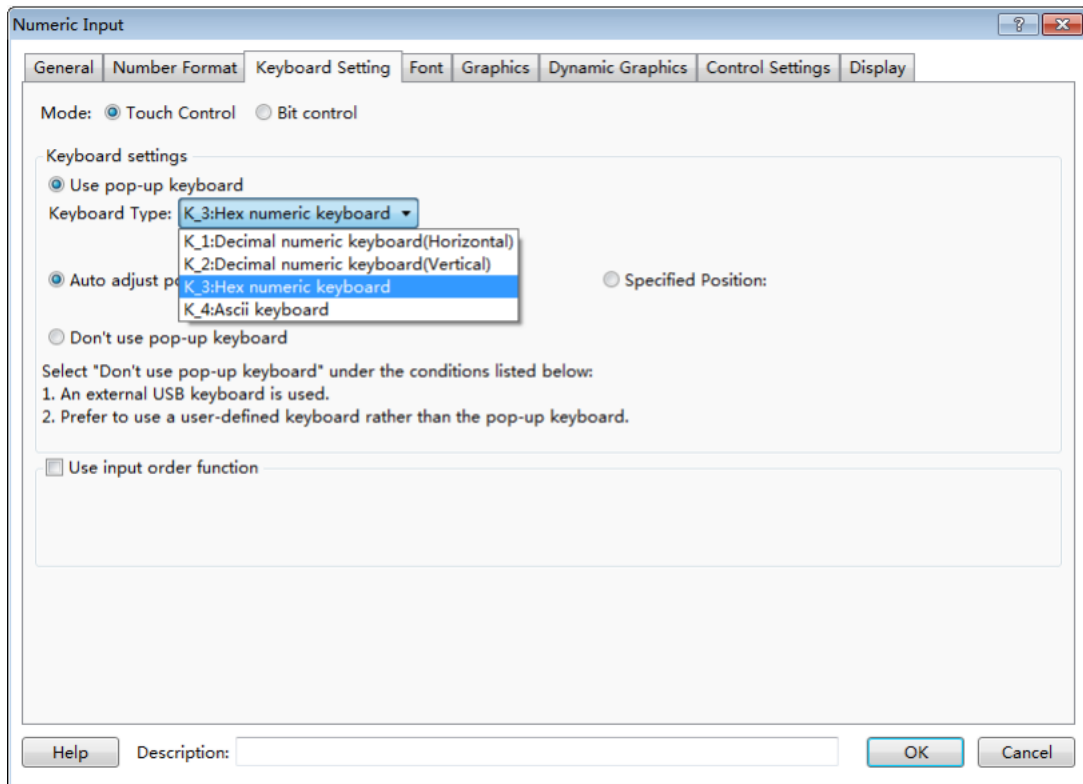 Numeric Input
General Number Format Keyboard Setting Font Graphics Dynamic Graphics Control Settings Display
Mode: Touch Control Bit control
Keyboard settings
Use pop-up keyboard
Keyboard Type: K_3:Hex numeric keyboard
K_1:Decimal numeric keyboard(Horizontal)
K_2:Decimal numeric keyboard(Vertical)
Auto adjust K_3:Hex numeric keyboard Specified Position:
K_4:Ascii keyboard
Don't use pop-up keyboard
Select "Don't use pop-up keyboard" under the conditions listed below:
1. An external USB keyboard is used.
2. Prefer to use a user-defined keyboard rather than the pop-up keyboard.
Use input order function
Help Description: OK Cancel